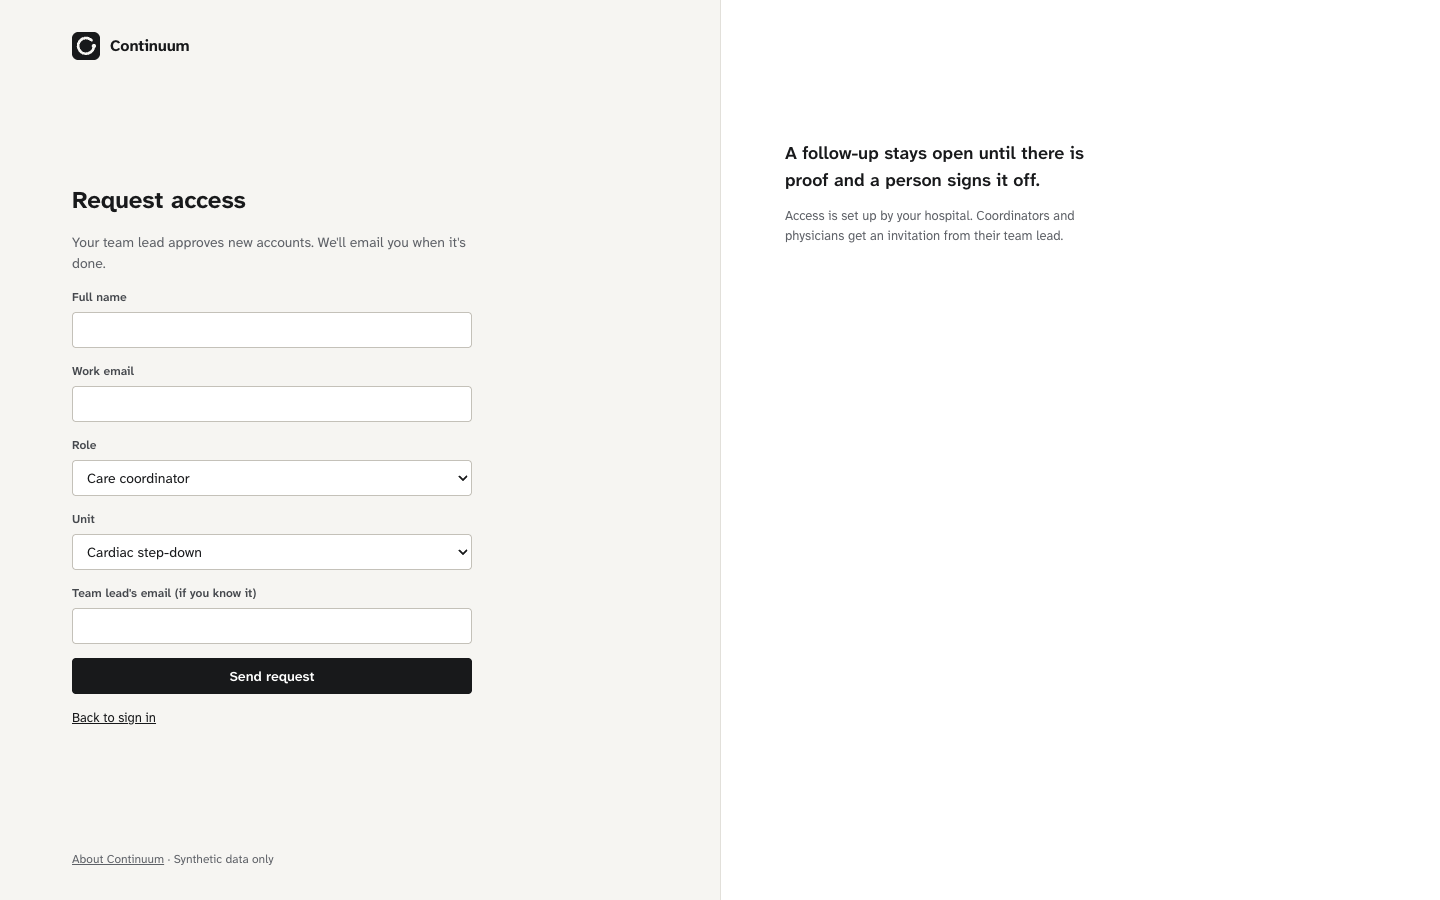 Continuum
Request access
Your team lead approves new accounts. We'll email you when it's
done.
Full name
Work email
Role
Care coordinator
Unit
Cardiac step-down
Team lead's email (if you know it)
Send request
Back to sign in
About Continuum · Synthetic data only
A follow-up stays open until there is
proof and a person signs it off.
Access is set up by your hospital. Coordinators and
physicians get an invitation from their team lead.